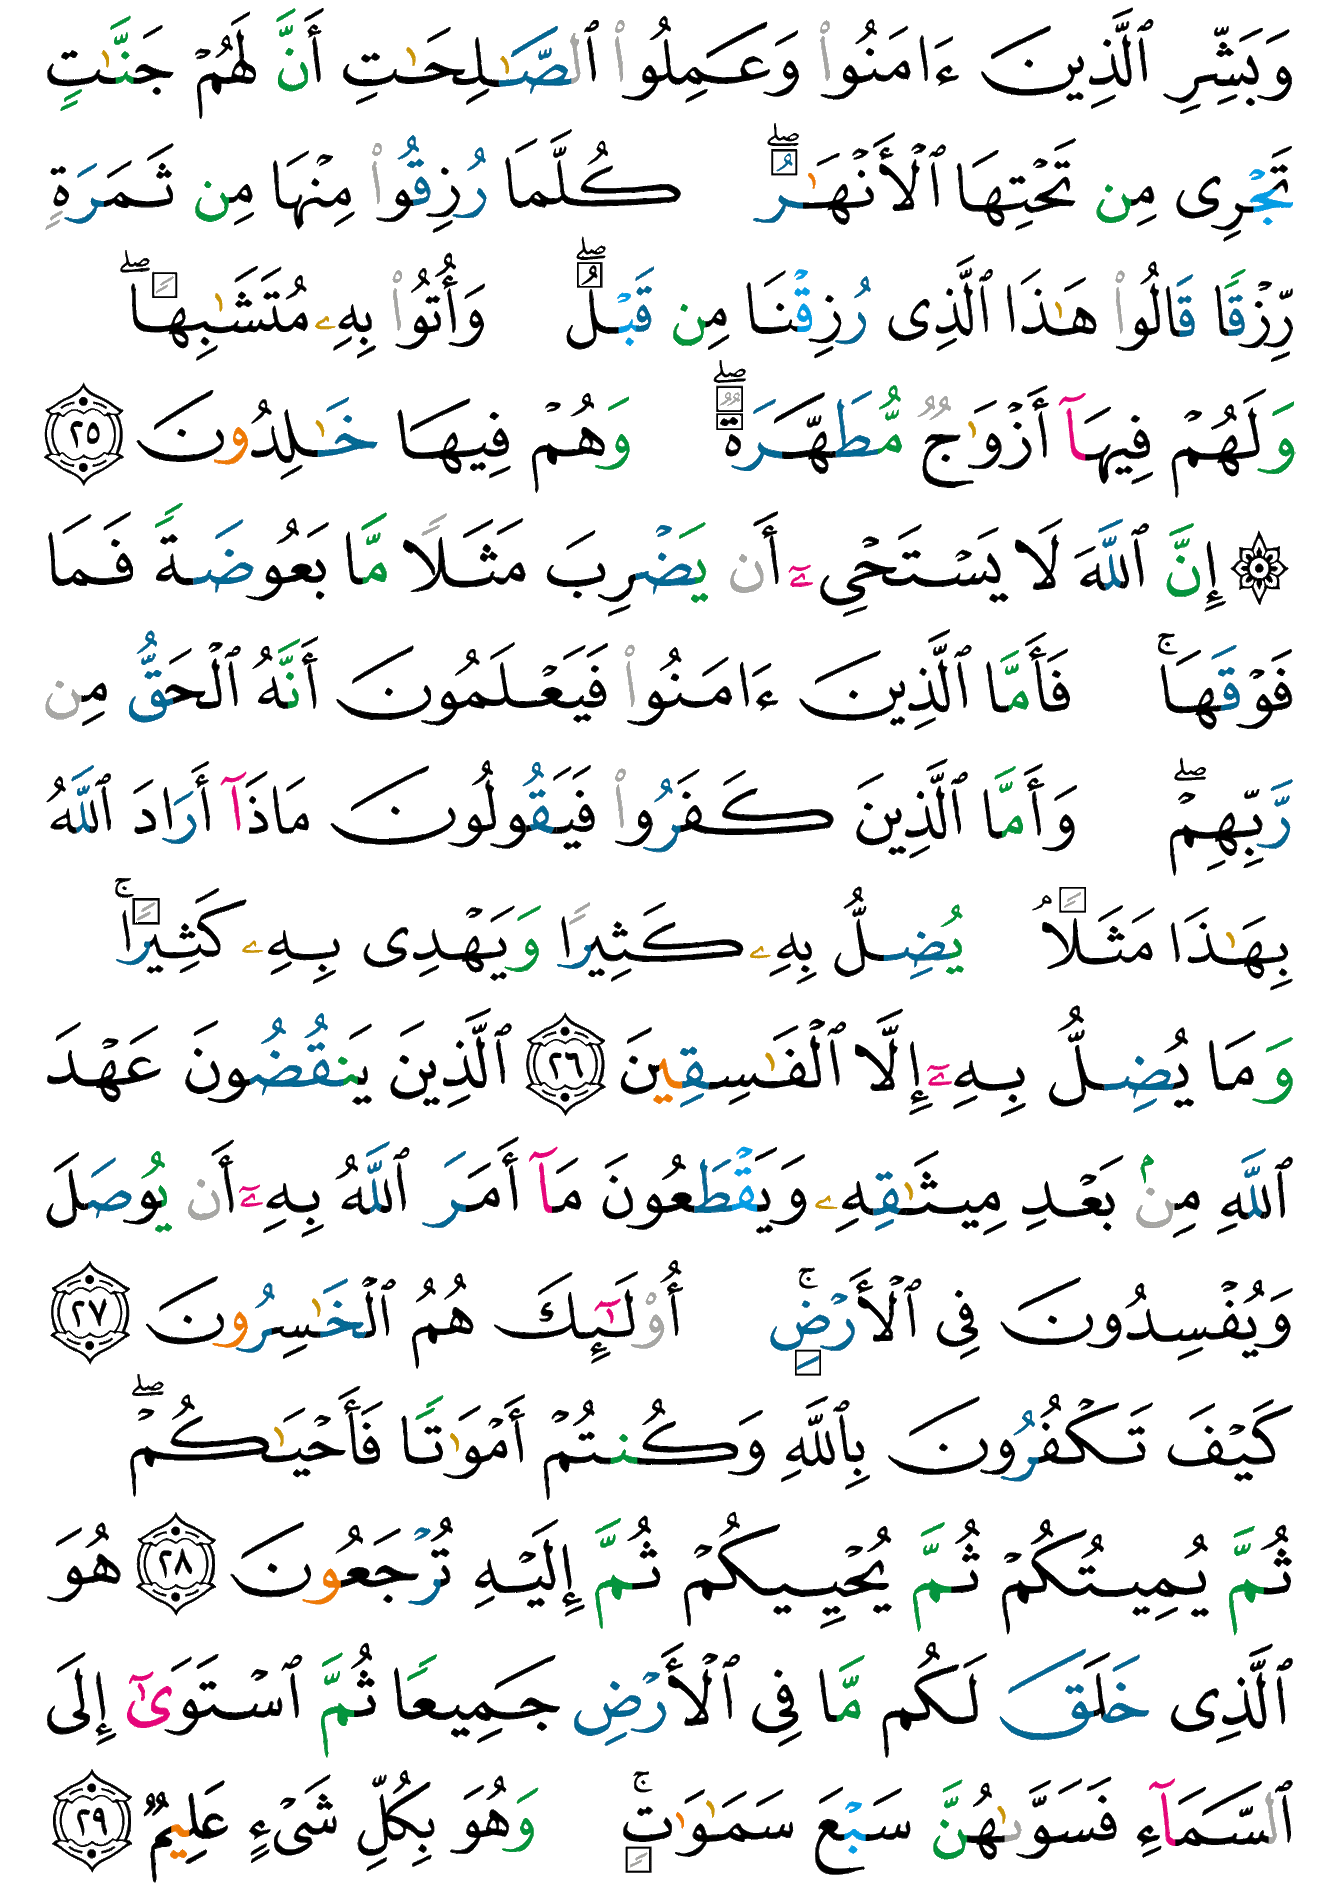 وَبَشِّرِ ٱلَّذِينَ ءَامَنُوا۟ وَعَمِلُوا۟ ٱلصَّـٰلِحَـٰتِ أَنَّ لَهُمْ جَنَّـٰتٍ
تَجْرِى مِن تَحْتِهَا ٱلْأَنْهَـٰرُ ۖ كُلَّمَا رُزِقُوا۟ مِنْهَا مِن ثَمَرَةٍ
رِّزْقًا قَالُوا۟ هَـٰذَا ٱلَّذِى رُزِقْنَا مِن قَبْلُ ۖ وَأُتُوا۟ بِهِۦ مُتَشَـٰبِهًا ۖ
وَلَهُمْ فِيهَآ أَزْوَٰجٌ مُّطَهَّرَةٌ ۖ وَهُمْ فِيهَا خَـٰلِدُونَ ٢٥
۞ إِنَّ ٱللَّهَ لَا يَسْتَحْىِۦٓ أَن يَضْرِبَ مَثَلًا مَّا بَعُوضَةً فَمَا
فَوْقَهَا ۚ فَأَمَّا ٱلَّذِينَ ءَامَنُوا۟ فَيَعْلَمُونَ أَنَّهُ ٱلْحَقُّ مِن
رَّبِّهِمْ ۖ وَأَمَّا ٱلَّذِينَ كَفَرُوا۟ فَيَقُولُونَ مَاذَآ أَرَادَ ٱللَّهُ
بِهَـٰذَا مَثَلًا ۘ يُضِلُّ بِهِۦ كَثِيرًا وَيَهْدِى بِهِۦ كَثِيرًا ۚ
وَمَا يُضِلُّ بِهِۦٓ إِلَّا ٱلْفَـٰسِقِينَ ٢٦ ٱلَّذِينَ يَنقُضُونَ عَهْدَ
ٱللَّهِ مِنۢ بَعْدِ مِيثَـٰقِهِۦ وَيَقْطَعُونَ مَآ أَمَرَ ٱللَّهُ بِهِۦٓ أَن يُوصَلَ
وَيُفْسِدُونَ فِى ٱلْأَرْضِ ۚ أُو۟لَـٰٓئِكَ هُمُ ٱلْخَـٰسِرُونَ ٢٧
كَيْفَ تَكْفُرُونَ بِٱللَّهِ وَكُنتُمْ أَمْوَٰتًا فَأَحْيَـٰكُمْ ۖ
ثُمَّ يُمِيتُكُمْ ثُمَّ يُحْيِيكُمْ ثُمَّ إِلَيْهِ تُرْجَعُونَ ٢٨ هُوَ
ٱلَّذِى خَلَقَ لَكُم مَّا فِى ٱلْأَرْضِ جَمِيعًا ثُمَّ ٱسْتَوَىٰٓ إِلَى
ٱلسَّمَآءِ فَسَوَّىٰهُنَّ سَبْعَ سَمَـٰوَٰتٍ ۚ وَهُوَ بِكُلِّ شَىْءٍ عَلِيمٌ ٢٩